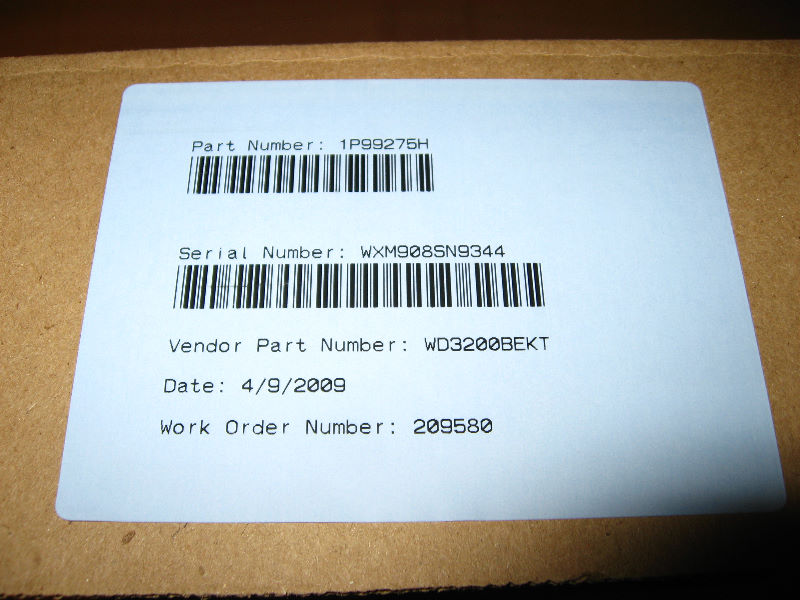 Part Number: 1P99275H
Serial Number: WXM908SN9344
Vendor Part Number: WD3200BEKT
Date: 4/9/2009
Work Order Number: 209580